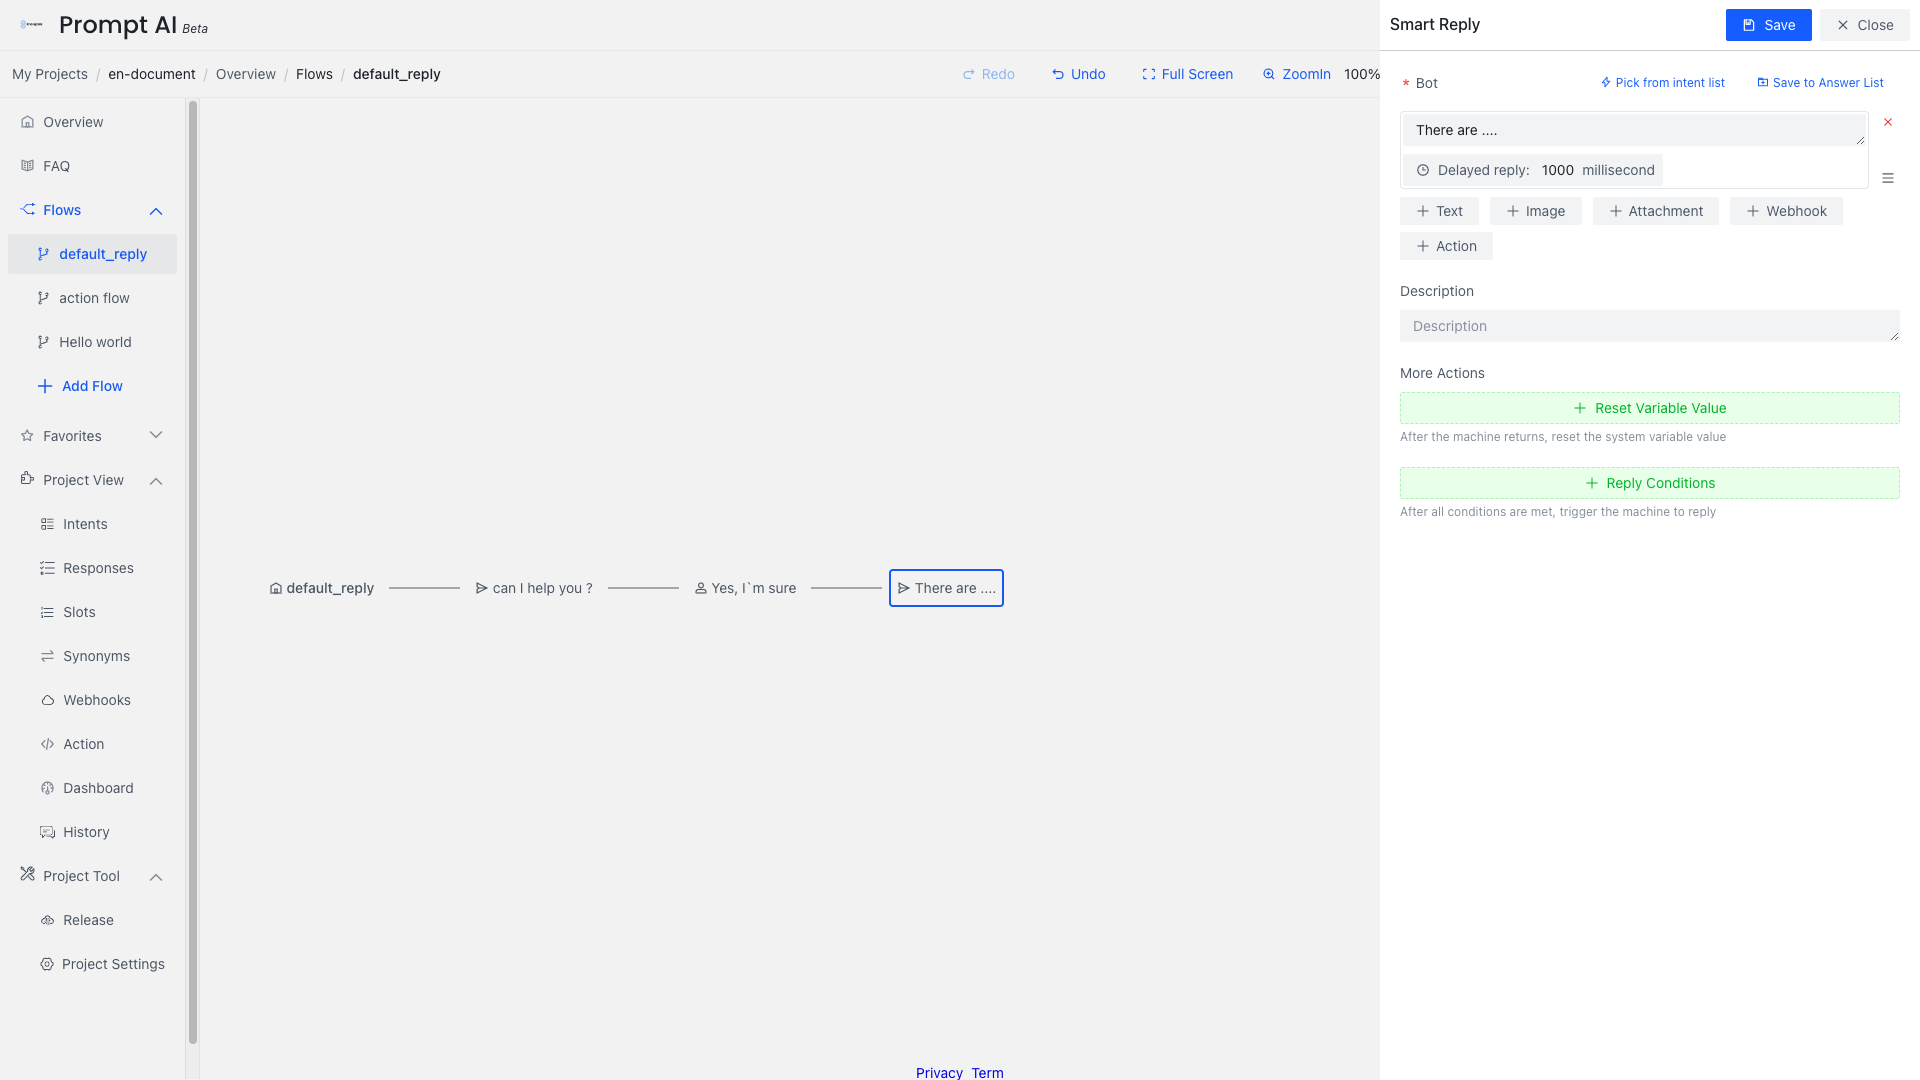 Prompt AI Beta
My Projects / en-document / Overview / Flows / default_reply
Redo Undo Full Screen ZoomIn 100%
Overview
FAQ
Flows
default_reply
action flow
Hello world
Add Flow
Favorites
Project View
Intents
Responses
Slots
Synonyms
Webhooks
Action
Dashboard
History
Project Tool
Release
Project Settings
default_reply can I help you ? Yes, I`m sure There are ....
Privacy Term
Smart Reply Save Close
* Bot Pick from intent list Save to Answer List
There are ....
Delayed reply: 1000 millisecond
Text Image Attachment Webhook
Action
Description
Description
More Actions
Reset Variable Value
After the machine returns, reset the system variable value
Reply Conditions
After all conditions are met, trigger the machine to reply